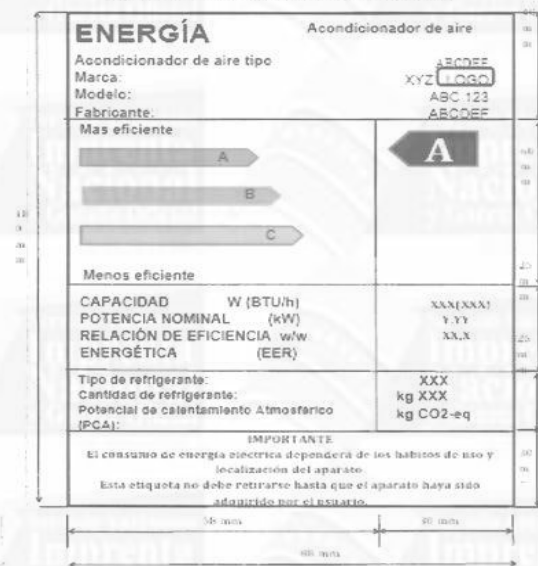 ENERGÍA Acondicionador de aire
Acondicionador de aire tipo ABCDEF
Marca: XYZ LOGO
Modelo: ABC 123
Fabricante: ABCDEF
Mas eficiente
A A
B
C
Menos eficiente
CAPACIDAD W (BTU/h) XXX(XXX)
POTENCIA NOMINAL (kW) Y.YY
RELACIÓN DE EFICIENCIA w/w XX.X
ENERGÉTICA (EER)
Tipo de refrigerante: XXX
Cantidad de refrigerante: kg XXX
Potencial de calentamiento Atmosférico kg CO2-eq
(PCA):
IMPORTANTE
El consumo de energía electrica dependerá de los habitos de uso y
localización del aparato
Esta etiqueta no debe retirarse hasta que el aparato haya sido
adquirido por el usuario.
mm mm
mm